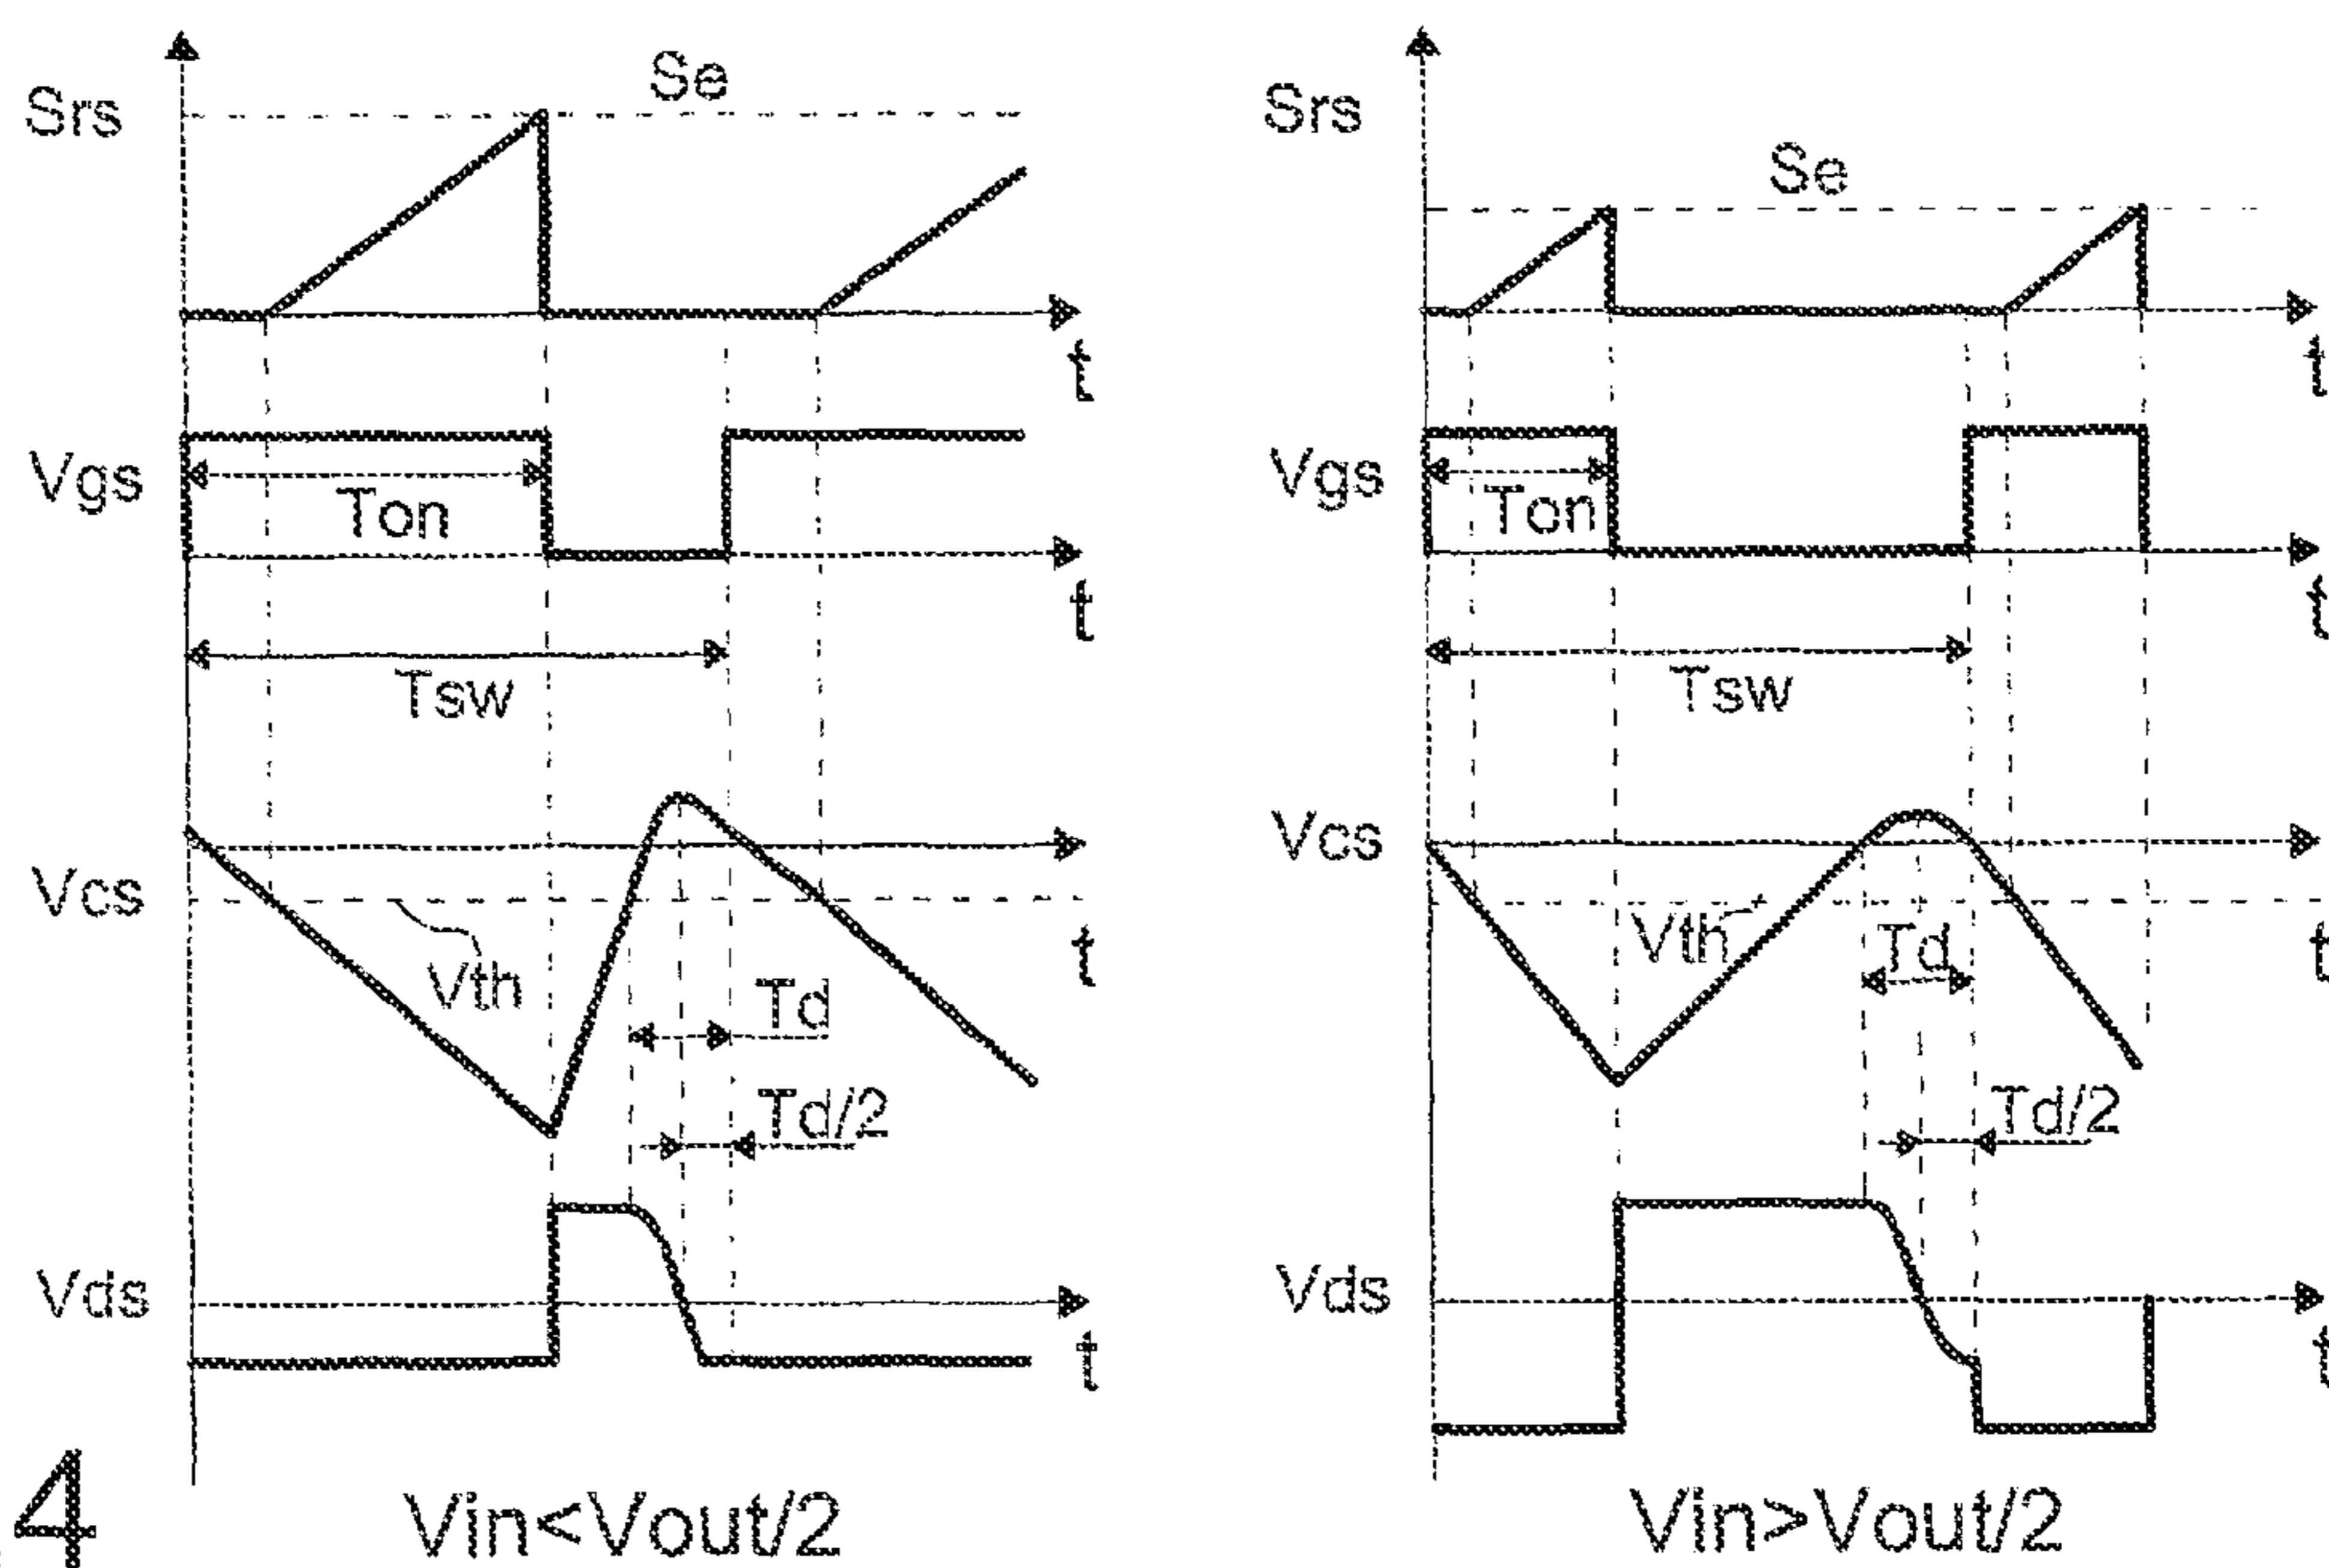 Srs
Se
t
Vgs
Ton
t
Tsw
Vcs
Vth
t
Td
Td/2
Vds
t
Vin<Vout/2
Srs
Se
t
Vgs
Ton
t
Tsw
Vcs
Vth
Td
t
Td/2
Vds
t
Vin>Vout/2
4